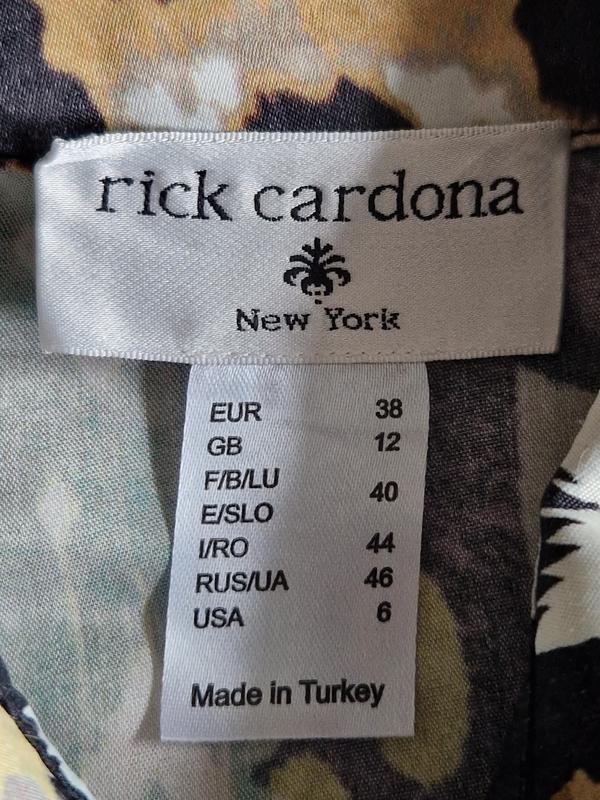 rick cardona
New York
EUR 38
GB 12
F/B/LU
E/SLO 40
I/RO 44
RUS/UA 46
USA 6
Made in Turkey